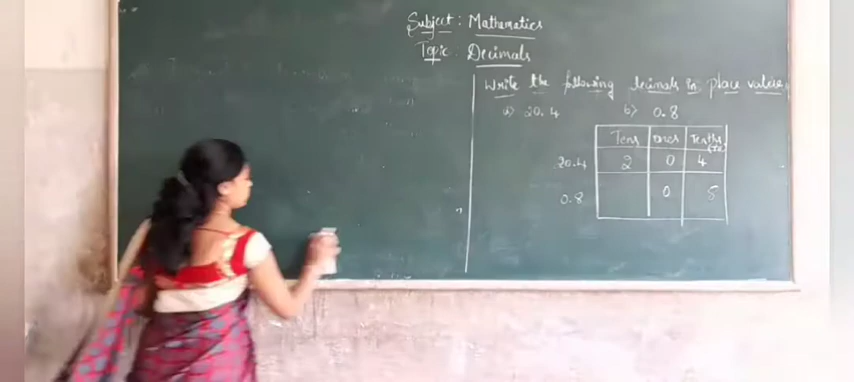 Subject : Mathematics
Topic : Decimals
Write the following decimals in place value
a) 20.4 b) 0.8
Tens Ones Tenths
20.4 2 0 4
0.8 0 8